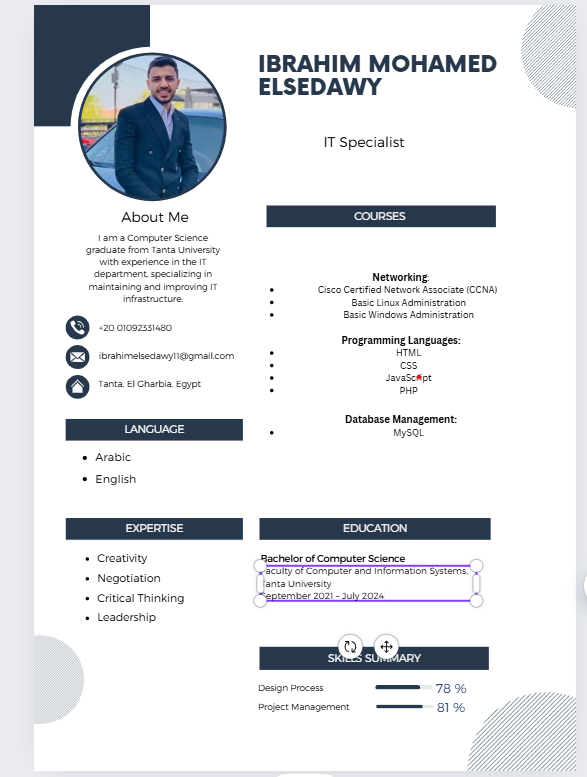 IBRAHIM MOHAMED
ELSEDAWY
IT Specialist
About Me
I am a Computer Science
graduate from Tanta University
with experience in the IT
department, specializing in
maintaining and improving IT
infrastructure.
+20 01092331480
ibrahimelsedawy11@gmail.com
Tanta, El Gharbia, Egypt
LANGUAGE
• Arabic
• English
EXPERTISE
• Creativity
• Negotiation
• Critical Thinking
• Leadership
COURSES
Networking:
• Cisco Certified Network Associate (CCNA)
• Basic Linux Administration
• Basic Windows Administration
Programming Languages:
• HTML
• CSS
• JavaScript
• PHP
Database Management:
• MySQL
EDUCATION
Bachelor of Computer Science
Faculty of Computer and Information Systems,
Tanta University
September 2021 – July 2024
SKILLS SUMMARY
Design Process 78 %
Project Management 81 %